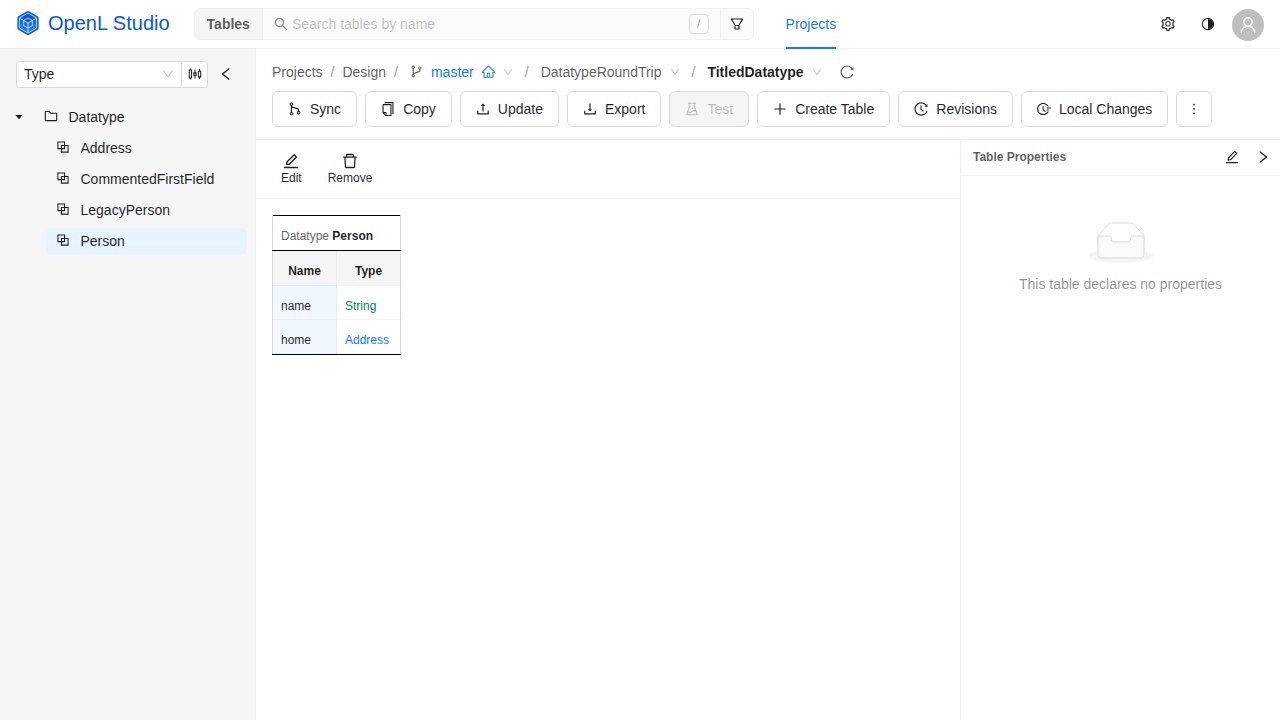 OpenL Studio
Tables
Search tables by name
/
Projects
Type
Datatype
Address
CommentedFirstField
LegacyPerson
Person
Projects / Design / master / DatatypeRoundTrip / TitledDatatype
Sync
Copy
Update
Export
Test
Create Table
Revisions
Local Changes
Edit
Remove
Datatype Person
Name Type
name String
home Address
Table Properties
This table declares no properties